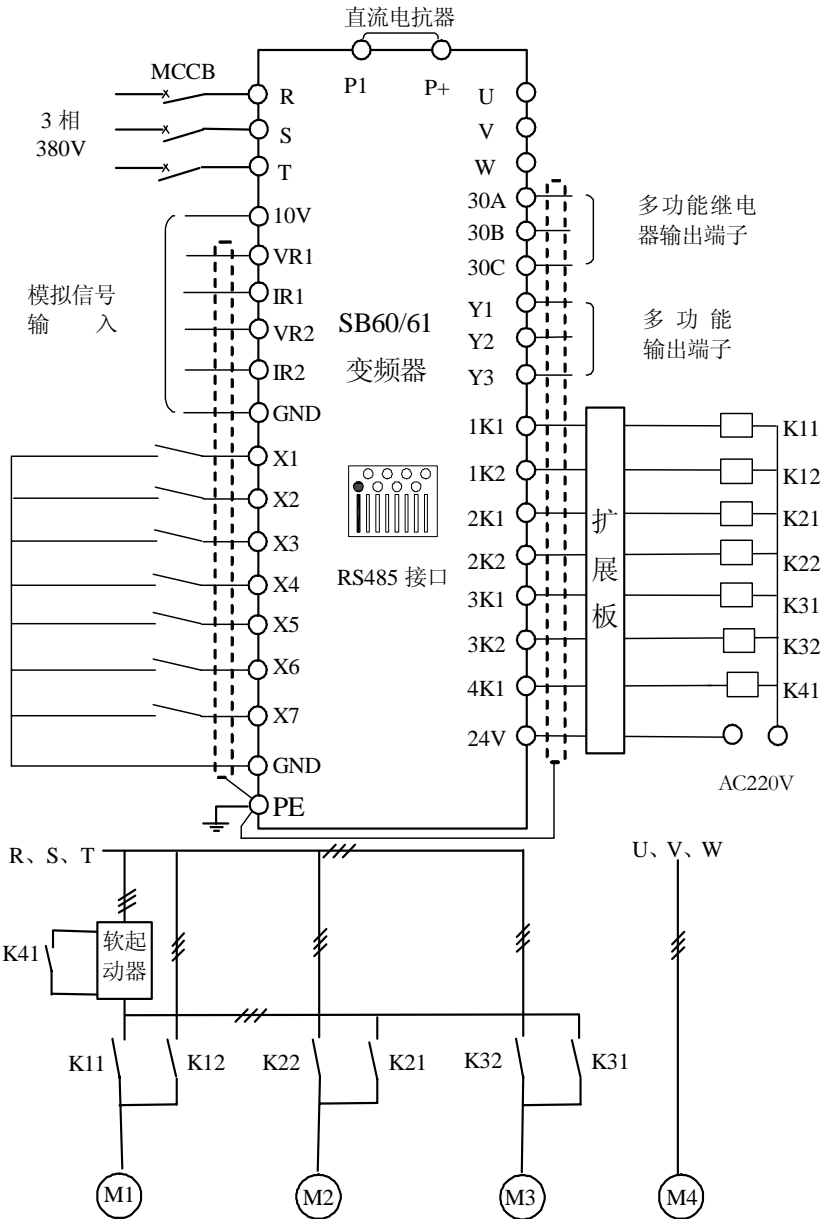 直流电抗器
MCCB
P1
P+
3 相
380V
R
S
T
U
V
W
10V
VR1
IR1
VR2
IR2
GND
模拟信号
输 入
30A
30B
30C
多功能继电
器输出端子
Y1
Y2
Y3
多 功 能
输出端子
SB60/61
变频器
X1
X2
X3
X4
X5
X6
X7
GND
PE
RS485 接口
1K1
1K2
2K1
2K2
3K1
3K2
4K1
24V
扩
展
板
K11
K12
K21
K22
K31
K32
K41
AC220V
R、S、T
U、V、W
K41
软起
动器
K11
K12
K22
K21
K32
K31
M1
M2
M3
M4